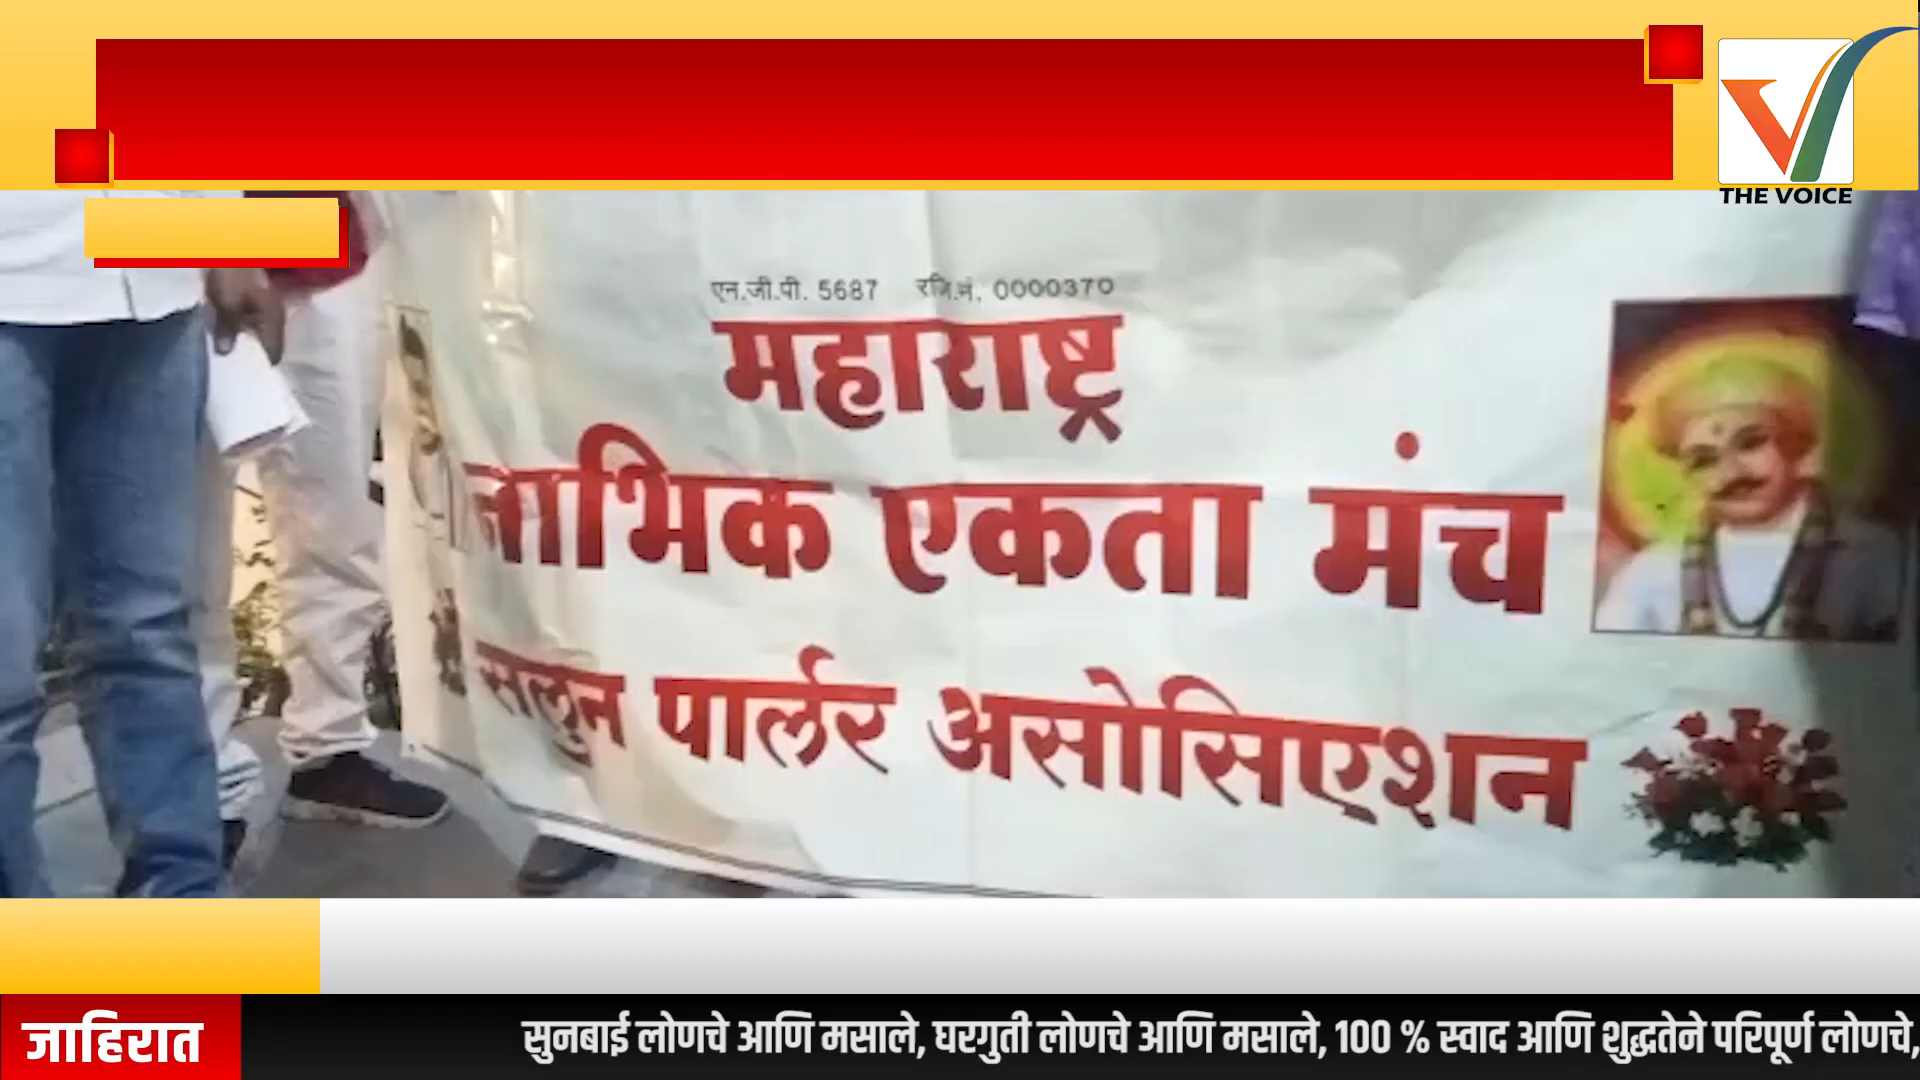 THE VOICE
एन.जी.पी. 5687 रजि.नं. 0000370
महाराष्ट्र
नाभिक एकता मंच
सलुन पार्लर असोसिएशन
जाहिरात
सुनबाई लोणचे आणि मसाले, घरगुती लोणचे आणि मसाले, 100 % स्वाद आणि शुद्धतेने परिपूर्ण लोणचे,